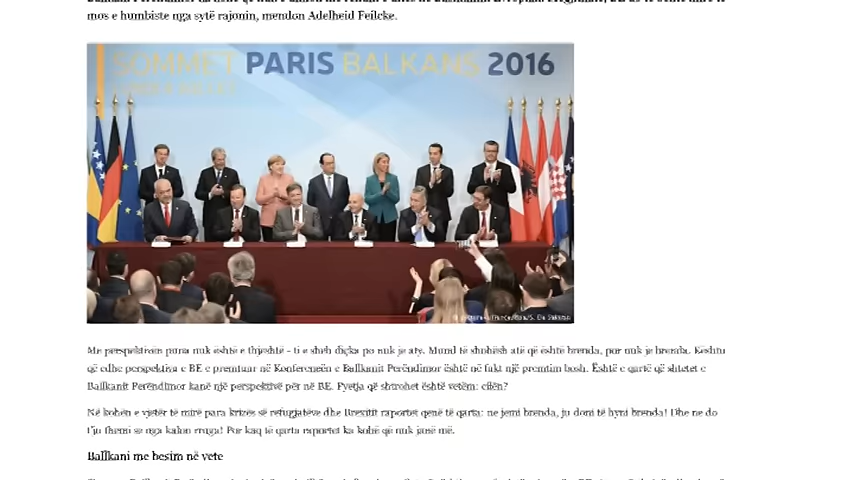 mos e humbiste nga sytë rajonin, mendon Adelheid Feilcke.
SOMMET PARIS BALKANS 2016
Me perspektivën puna nuk është e thjeshtë - ti e sheh diçka po nuk je aty. Mund të shohësh atë që është brenda, por nuk je brenda. Kështu
që edhe perspektiva e BE e premtuar në Konferencën e Ballkanit Perëndimor është në fakt një premtim bosh. Është e qartë që shtetet e
Ballkanit Perëndimor kanë një perspektivë për në BE. Pyetja që shtrohet është vetëm: cilën?
Në kohën e vjetër të mirë para krizës së refugjatëve dhe Brexitit raportet qenë të qarta: ne jemi brenda, ju doni të hyni brenda! Dhe ne do
t'ju themi se nga kalon rruga! Por kaq të qarta raportet ka kohë që nuk janë më.
Ballkani me besim në vete